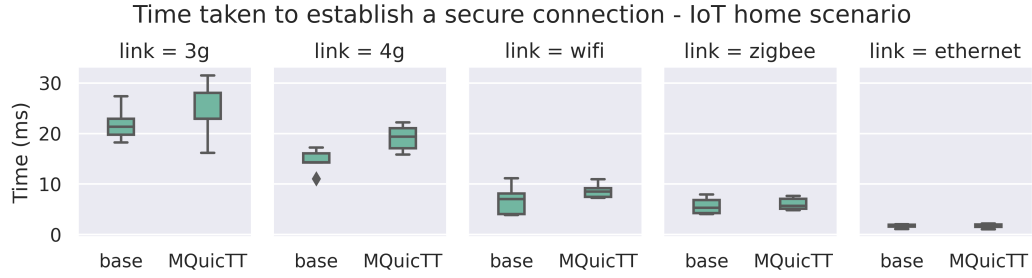 Time taken to establish a secure connection - IoT home scenario
link = 3g link = 4g link = wifi link = zigbee link = ethernet
Time (ms)
30
20
10
0
base MQuicTT base MQuicTT base MQuicTT base MQuicTT base MQuicTT